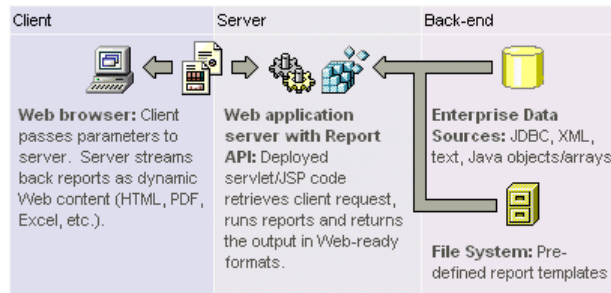 Client
Server
Back-end
Web browser: Client
passes parameters to
server. Server streams
back reports as dynamic
Web content (HTML, PDF,
Excel, etc.).
Web application
server with Report
API: Deployed
servlet/JSP code
retrieves client request,
runs reports and returns
the output in Web-ready
formats.
Enterprise Data
Sources: JDBC, XML,
text, Java objects/arrays
File System: Pre-
defined report templates